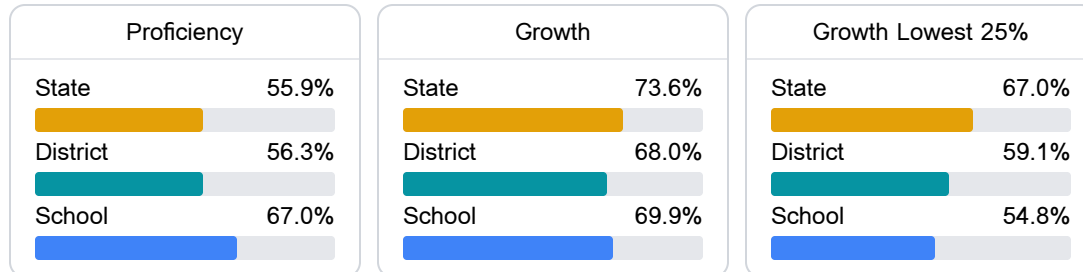 Proficiency
State 55.9%
District 56.3%
School 67.0%
Growth
State 73.6%
District 68.0%
School 69.9%
Growth Lowest 25%
State 67.0%
District 59.1%
School 54.8%